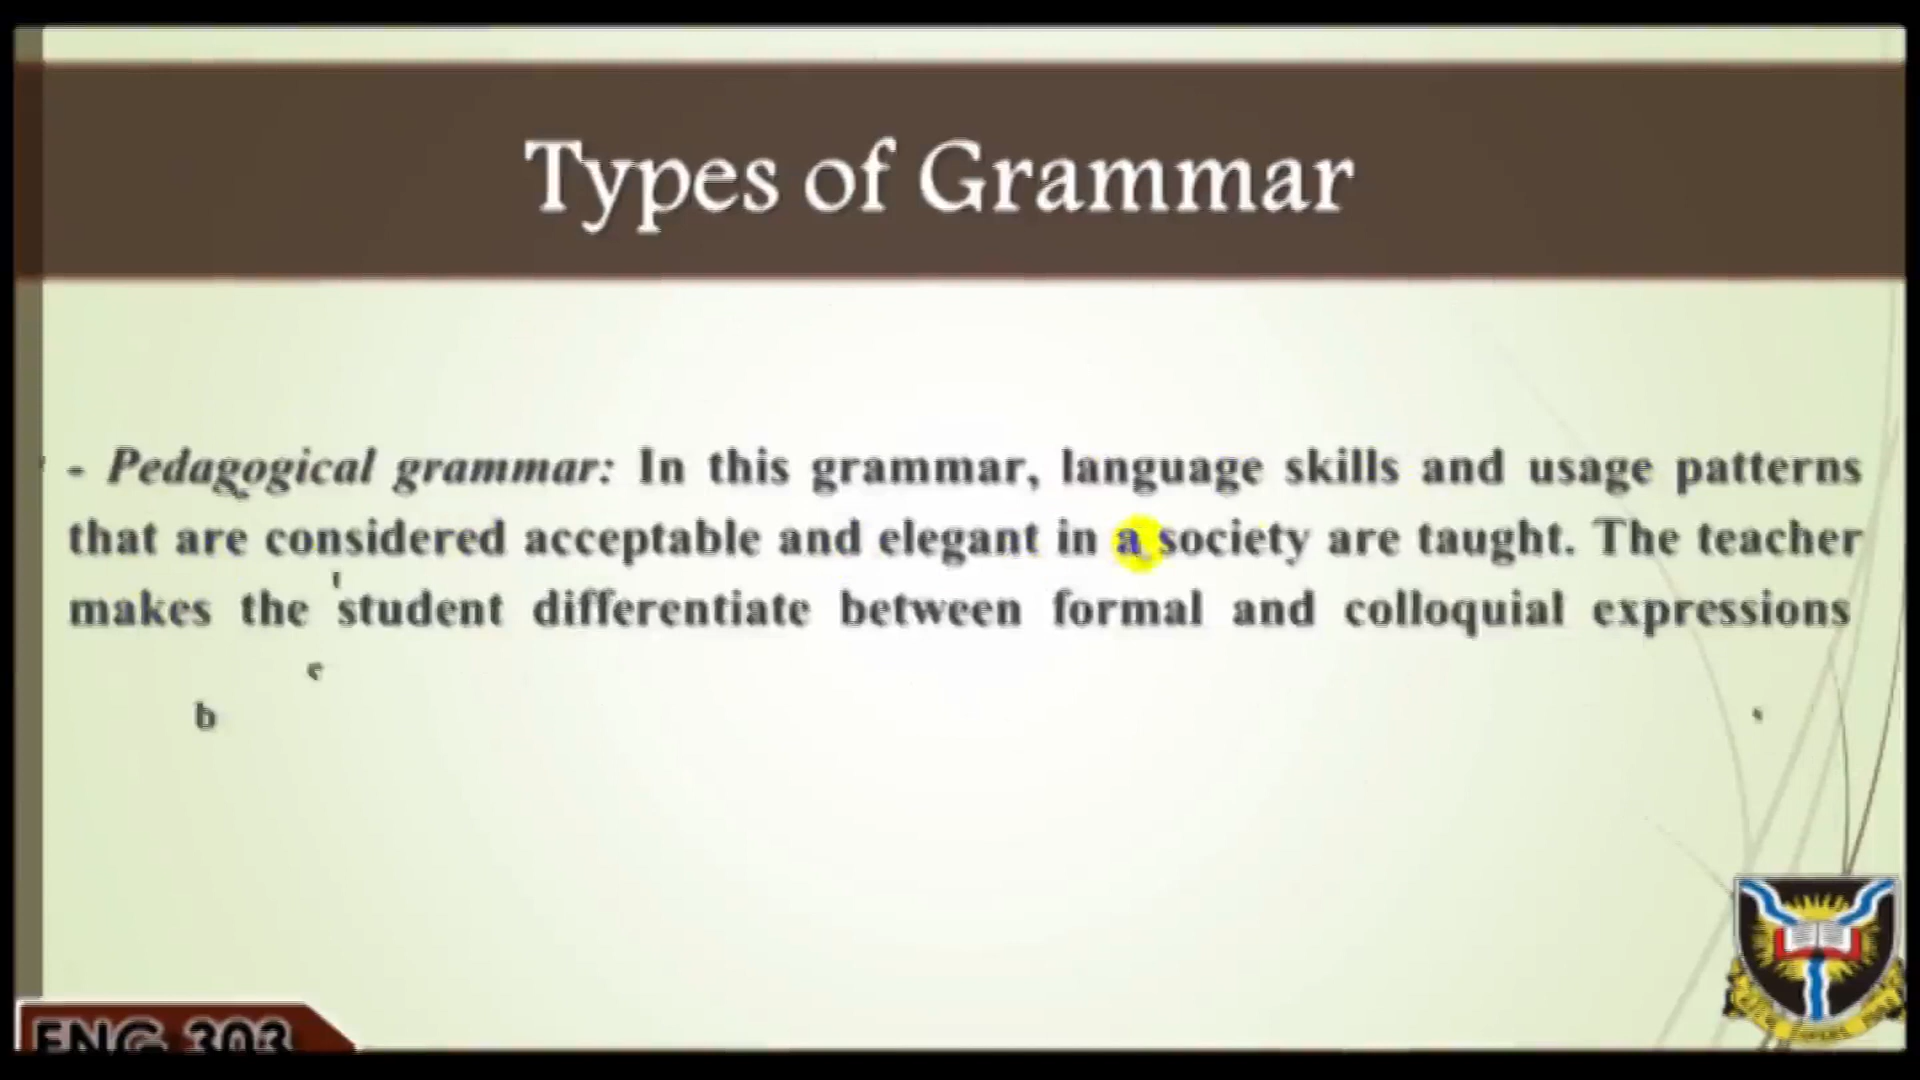 Types of Grammar
- Pedagogical grammar: In this grammar, language skills and usage patterns
that are considered acceptable and elegant in a society are taught. The teacher
makes the student differentiate between formal and colloquial expressions
b
ENG 303